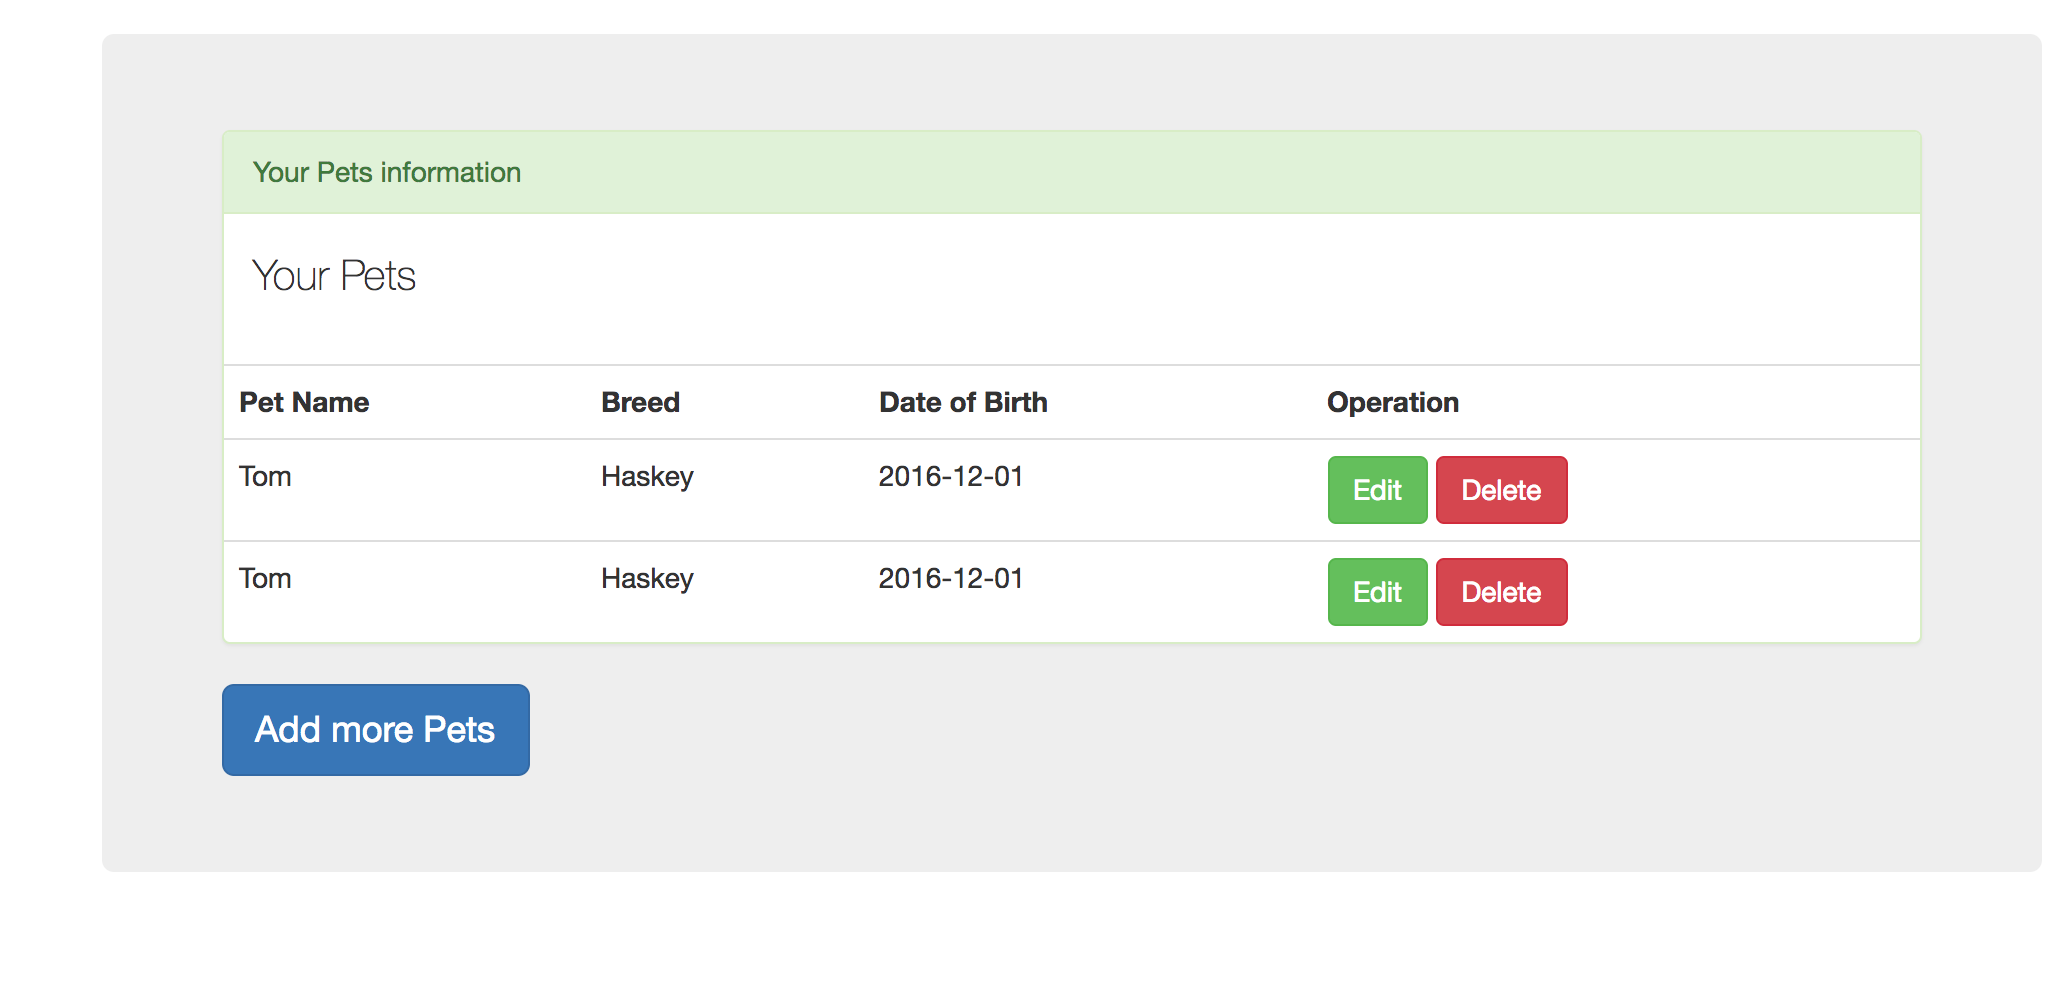 Your Pets information
Your Pets
Pet Name Breed Date of Birth Operation
Tom Haskey 2016-12-01 Edit Delete
Tom Haskey 2016-12-01 Edit Delete
Add more Pets